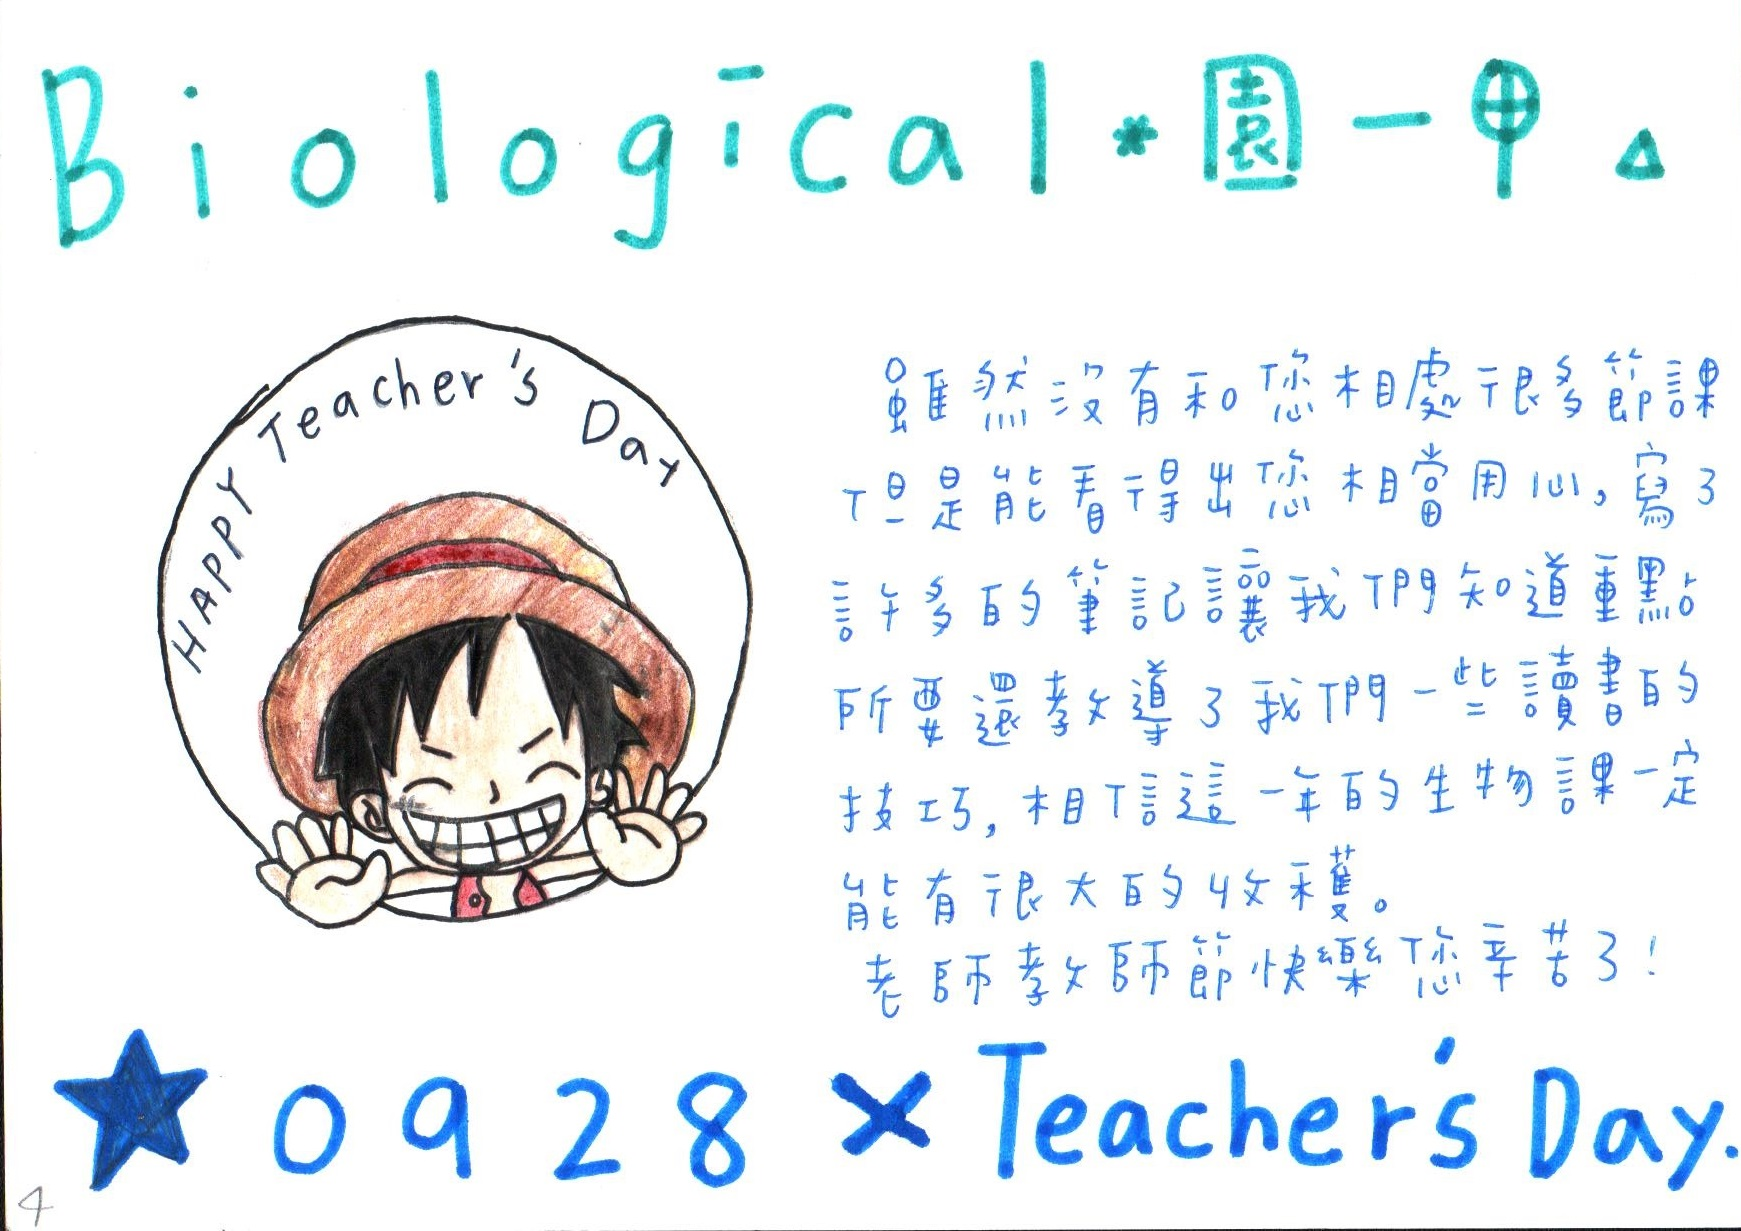 Biological * 園一甲 △
HAPPY Teacher's Day
雖然沒有和您相處很多節課
但是能看得出您相當用心，寫了
許多的筆記讓我們知道重點
所要還教導了我們一些讀書的
技巧，相信這一年的生物課一定
能有很大的收穫。
老師教師節快樂您辛苦了！
★ 0928 × Teacher's Day.
4